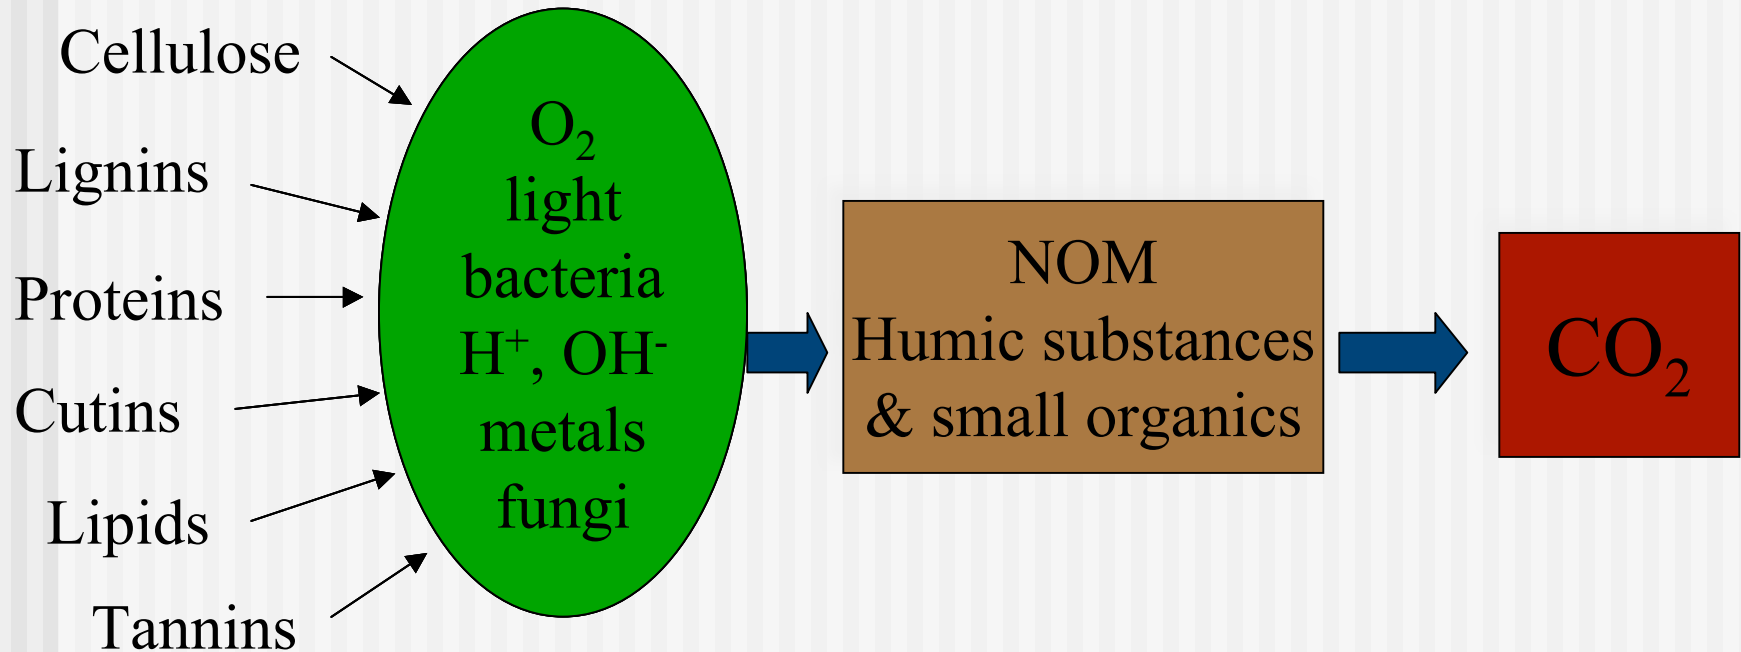 Cellulose
Lignins
Proteins
Cutins
Lipids
Tannins
O₂
light
bacteria
H⁺, OH⁻
metals
fungi
NOM
Humic substances
& small organics
CO₂